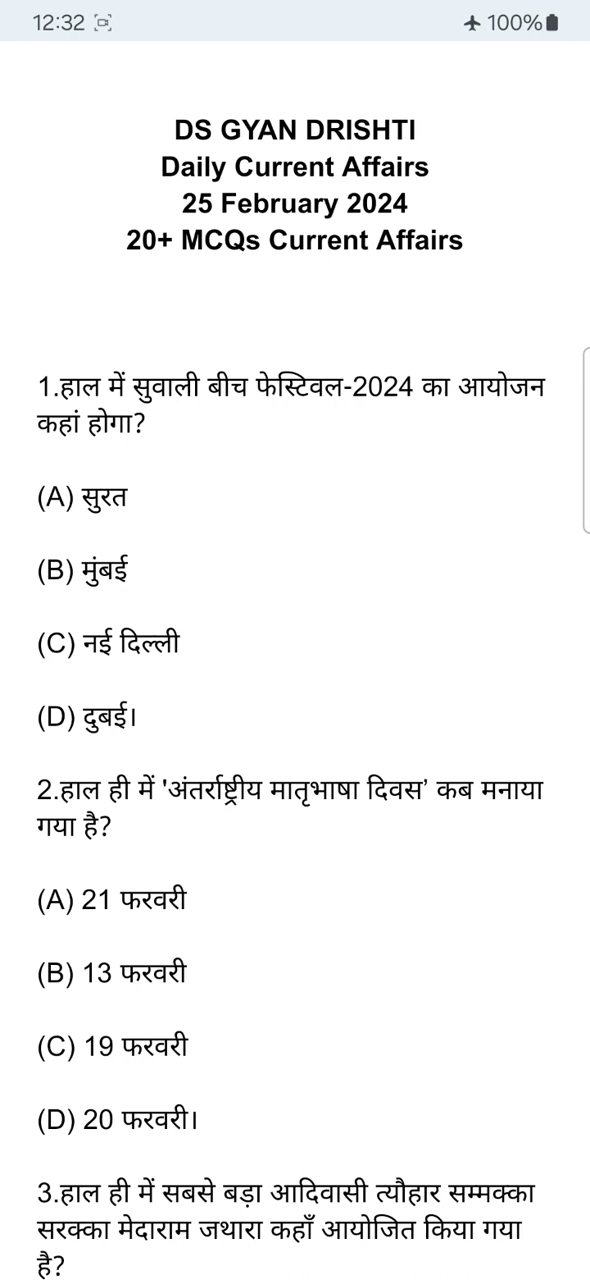 12:32
100%
DS GYAN DRISHTI
Daily Current Affairs
25 February 2024
20+ MCQs Current Affairs
1.हाल में सुवाली बीच फेस्टिवल-2024 का आयोजन
कहां होगा?
(A) सुरत
(B) मुंबई
(C) नई दिल्ली
(D) दुबई।
2.हाल ही में 'अंतर्राष्ट्रीय मातृभाषा दिवस’ कब मनाया
गया है?
(A) 21 फरवरी
(B) 13 फरवरी
(C) 19 फरवरी
(D) 20 फरवरी।
3.हाल ही में सबसे बड़ा आदिवासी त्यौहार सम्मक्का
सरक्का मेदाराम जथारा कहाँ आयोजित किया गया
है?